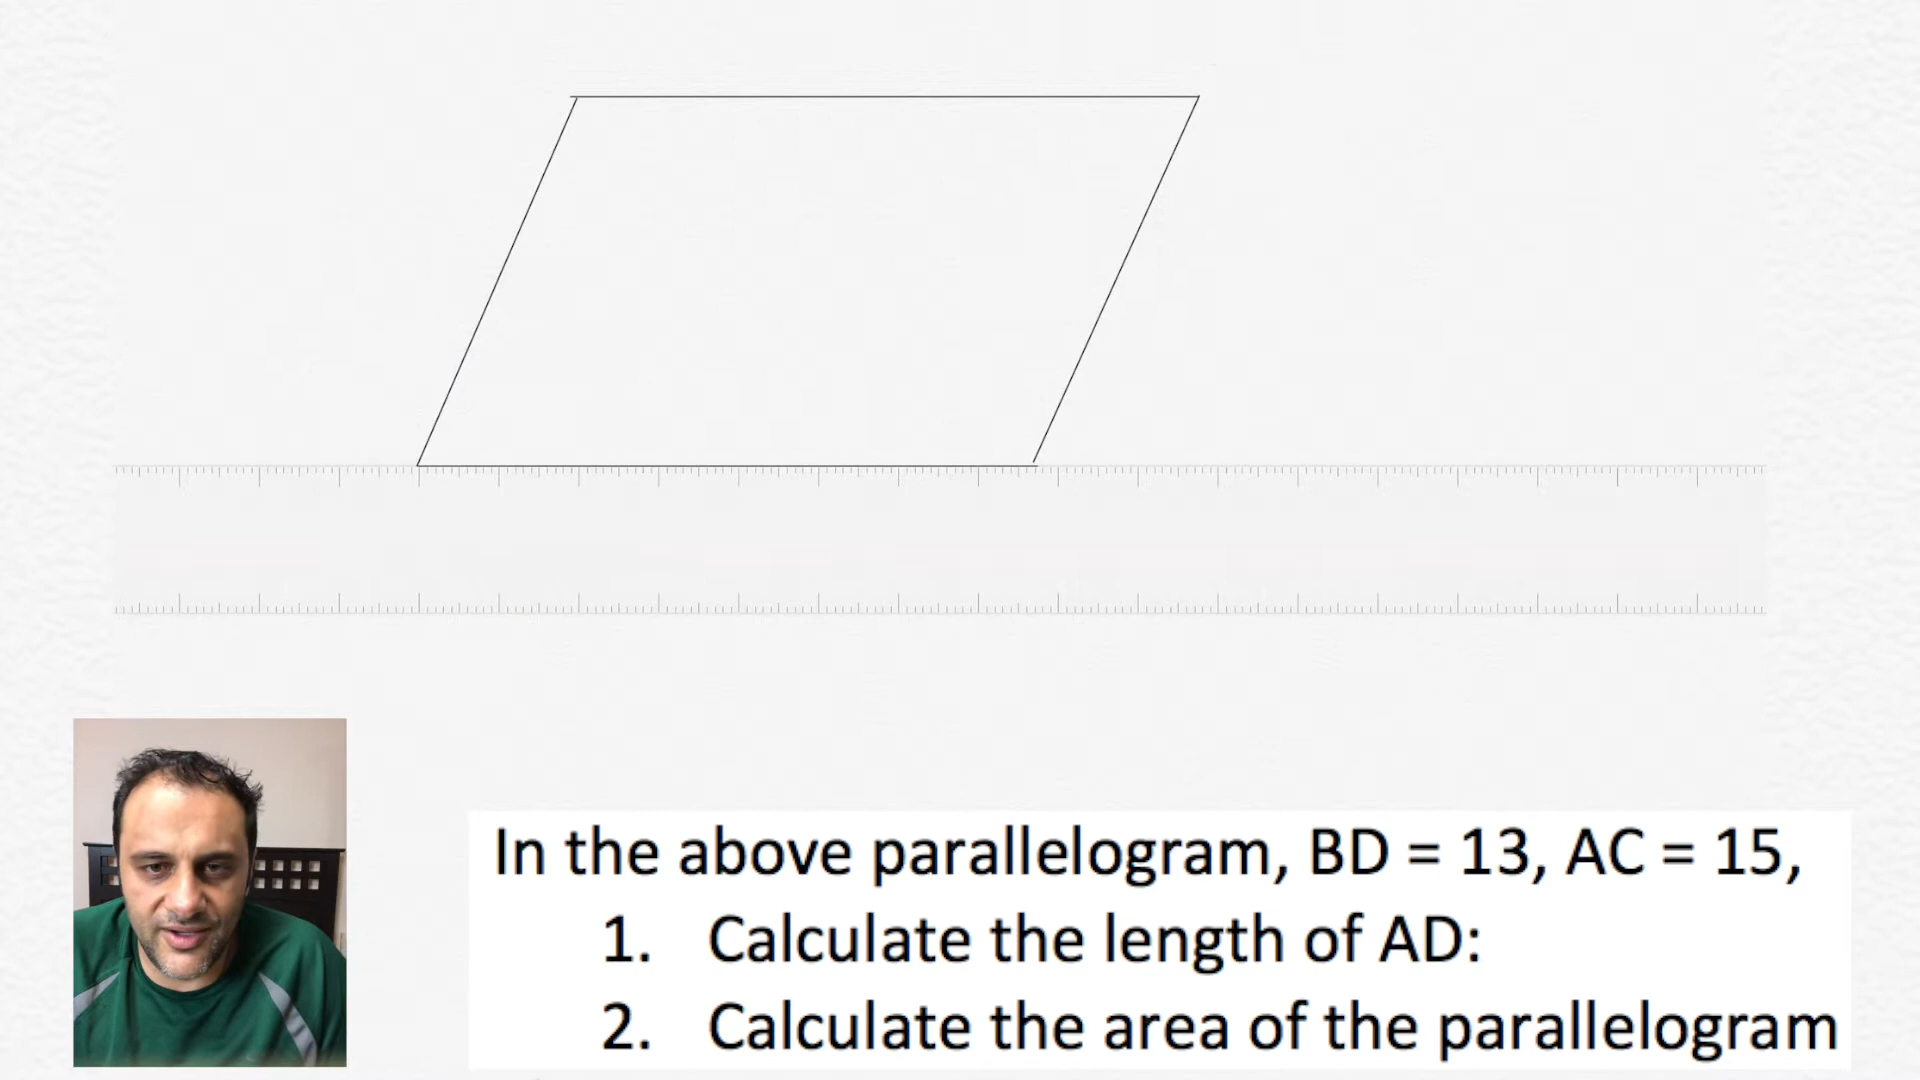 In the above parallelogram, BD = 13, AC = 15,
1. Calculate the length of AD:
2. Calculate the area of the parallelogram